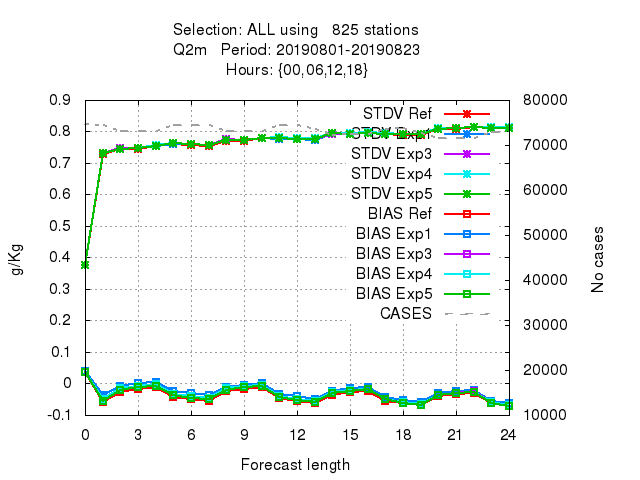 Selection: ALL using   825 stations
Q2m   Period: 20190801-20190823
Hours: {00,06,12,18}
0.9
0.8
0.7
0.6
0.5
0.4
0.3
0.2
0.1
0
-0.1
g/Kg
STDV Ref
STDV Exp1
STDV Exp3
STDV Exp4
STDV Exp5
BIAS Ref
BIAS Exp1
BIAS Exp3
BIAS Exp4
BIAS Exp5
CASES
80000
70000
60000
50000
40000
30000
20000
10000
No cases
0 3 6 9 12 15 18 21 24
Forecast length